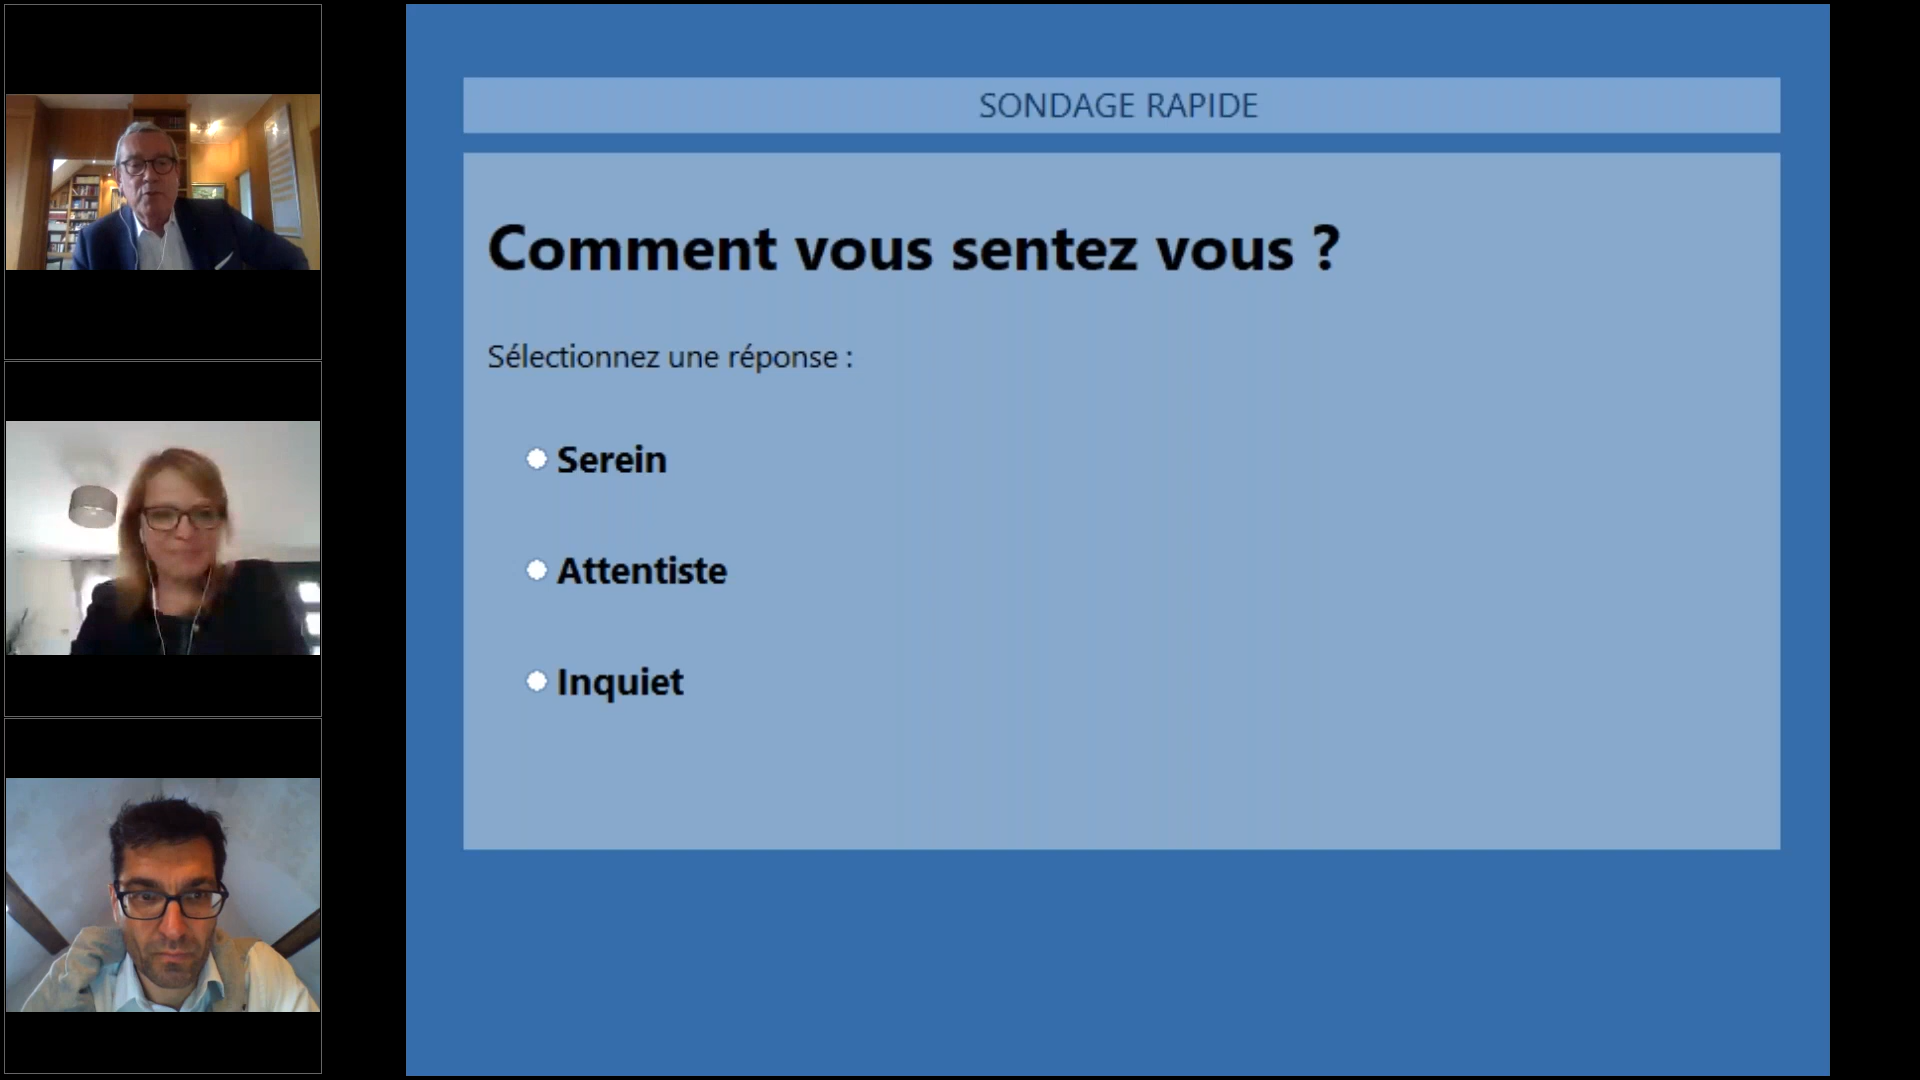 SONDAGE RAPIDE
Comment vous sentez vous ?
Sélectionnez une réponse :
Serein
Attentiste
Inquiet